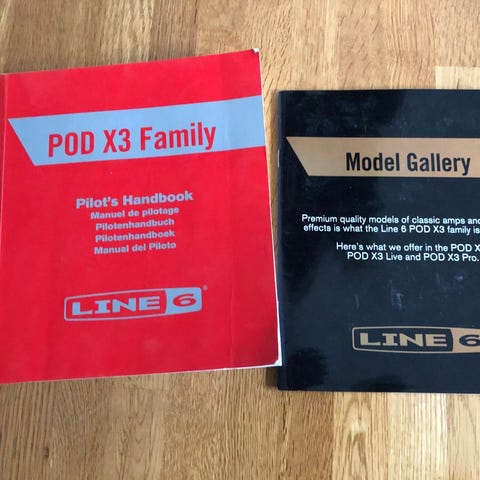 POD X3 Family
Pilot's Handbook
Manuel de pilotage
Pilotenhandbuch
Pilotenhandboek
Manual del Piloto
LINE 6
®
Model Gallery
Premium quality models of classic amps and
effects is what the Line 6 POD X3 family is
Here's what we offer in the POD X
POD X3 Live and POD X3 Pro.
LINE 6